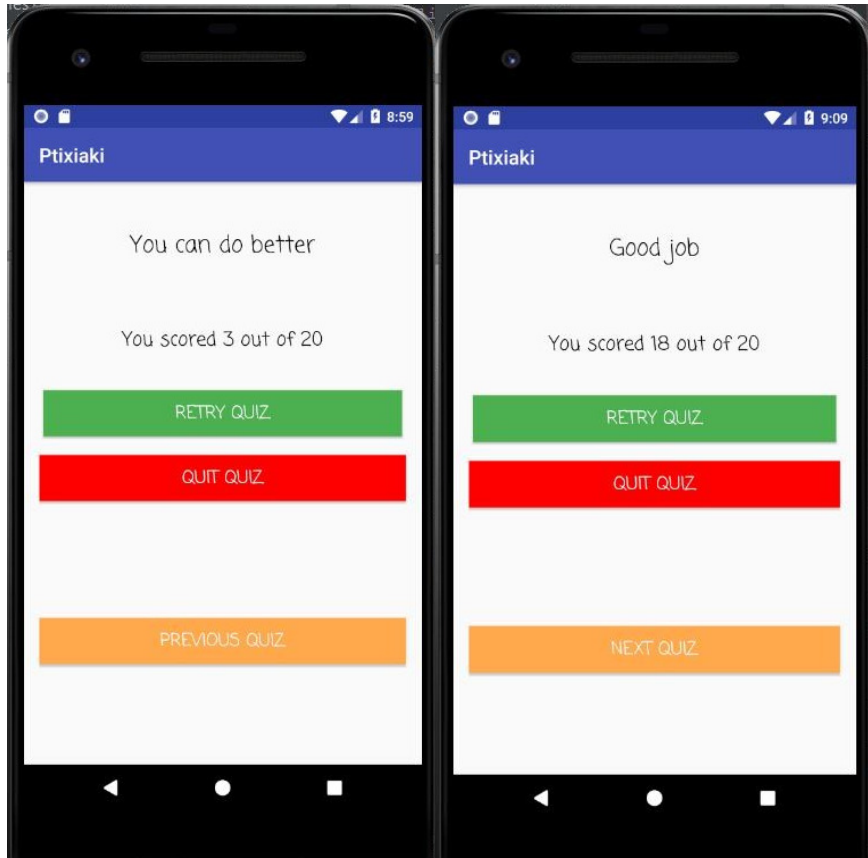 8:59
Ptixiaki
You can do better
You scored 3 out of 20
RETRY QUIZ
QUIT QUIZ
PREVIOUS QUIZ
9:09
Ptixiaki
Good job
You scored 18 out of 20
RETRY QUIZ
QUIT QUIZ
NEXT QUIZ